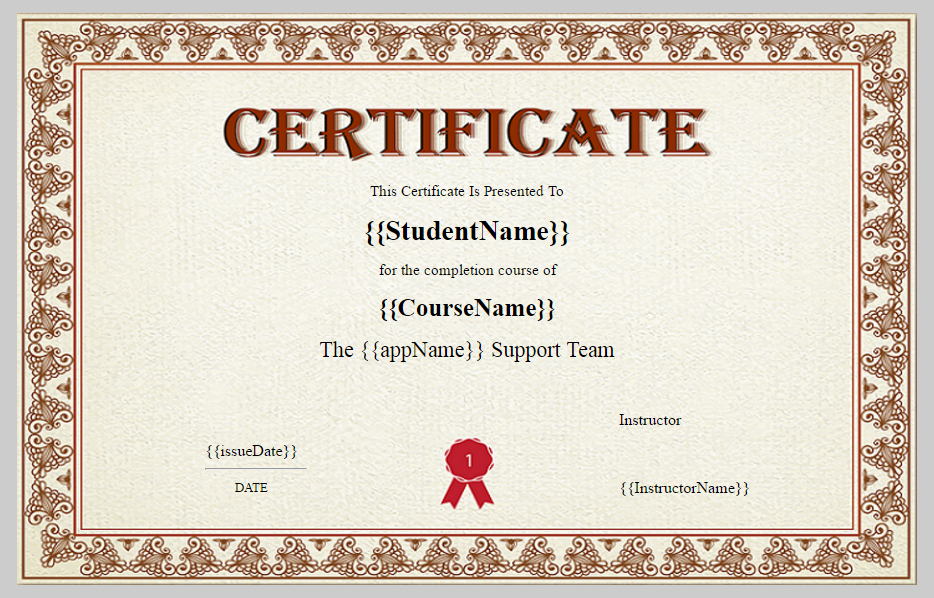 CERTIFICATE
This Certificate Is Presented To
{{StudentName}}
for the completion course of
{{CourseName}}
The {{appName}} Support Team
Instructor
{{issueDate}}
1
DATE
{{InstructorName}}